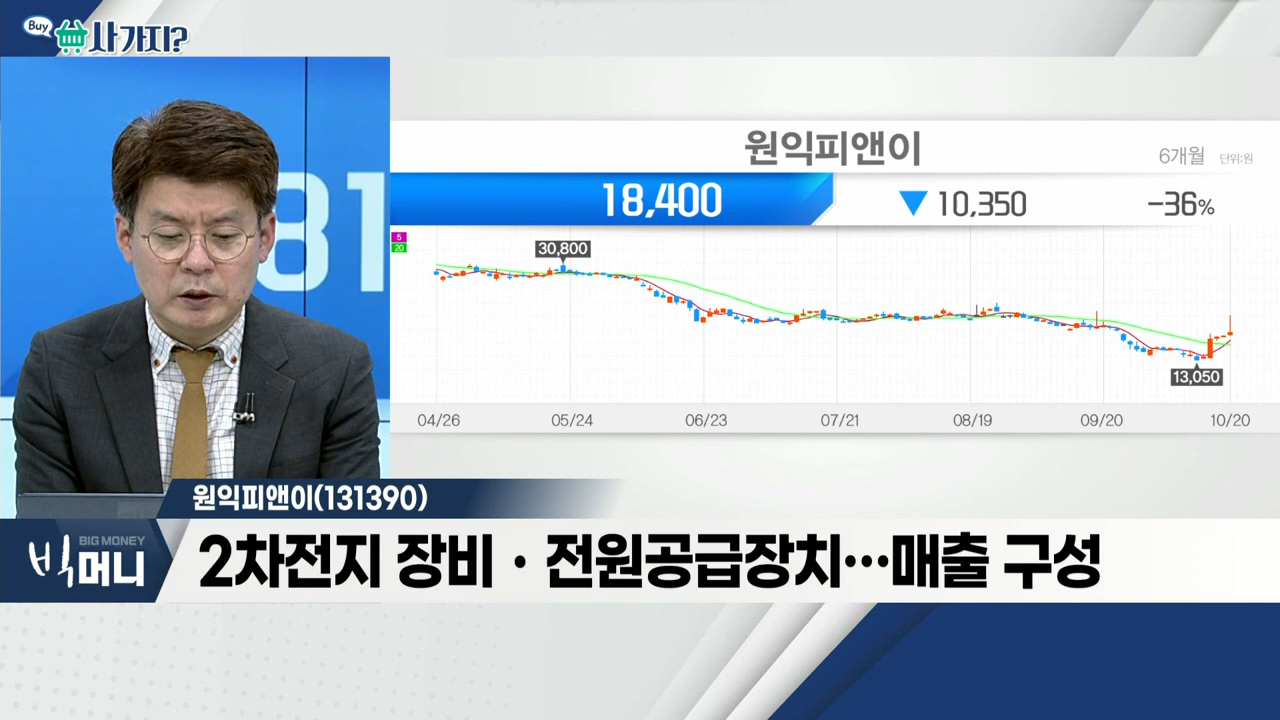 Buy
사가지?
81
원익피앤이
6개월 단위:원
18,400 ▼ 10,350 -36%
5
20
30,800
13,050
04/26 05/24 06/23 07/21 08/19 09/20 10/20
원익피앤이(131390)
BIG MONEY
빅머니
2차전지 장비·전원공급장치…매출 구성